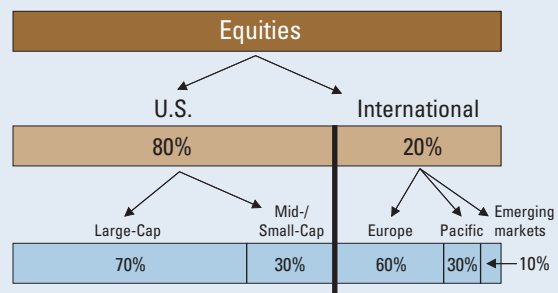 Equities
U.S. International
80% 20%
Mid-/ Emerging
Large-Cap Small-Cap Europe Pacific markets
70% 30% 60% 30% 10%